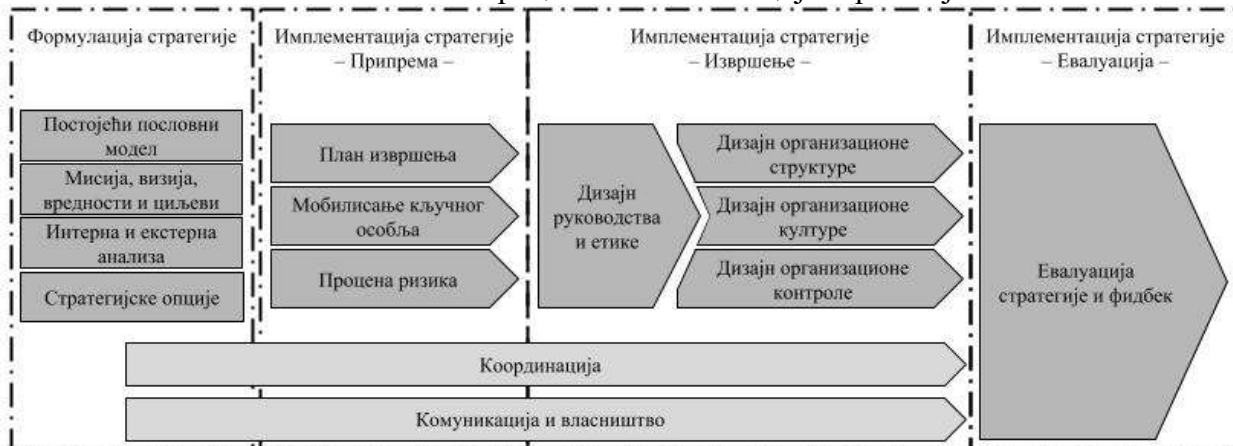 Формулација стратегије
Имплементација стратегије
– Припрема –
Имплементација стратегије
– Извршење –
Имплементација стратегије
– Евалуација –
Постојећи пословни
модел
Мисија, визија,
вредности и циљеви
Интерна и екстерна
анализа
Стратегијске опције
План извршења
Мобилисање кључног
особља
Процена ризика
Дизајн
руководства
и етике
Дизајн организационе
структуре
Дизајн организационе
културе
Дизајн организационе
контроле
Евалуација
стратегије и фидбек
Координација
Комуникација и власништво